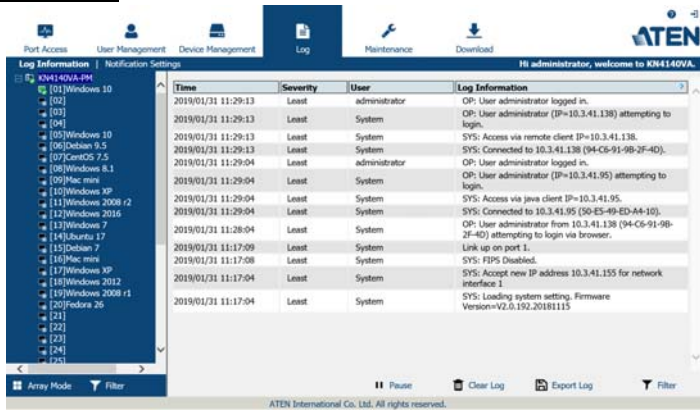 ATEN
Port Access
User Management
Device Management
Log
Maintenance
Download
Log Information | Notification Settings
Hi administrator, welcome to KN4140VA.
KN4140VA-PM
[01]Windows 10
[02]
[03]
[04]
[05]Windows 10
[06]Debian 9.5
[07]CentOS 7.5
[08]Windows 8.1
[09]Mac mini
[10]Windows XP
[11]Windows 2008 r2
[12]Windows 2016
[13]Windows 7
[14]Ubuntu 17
[15]Debian 7
[16]Mac mini
[17]Windows XP
[18]Windows 2012
[19]Windows 2008 r1
[20]Fedora 26
[21]
[22]
[23]
[24]
[25]
Array Mode
Filter
Time Severity User Log Information
2019/01/31 11:29:13 Least administrator OP: User administrator logged in.
2019/01/31 11:29:13 Least System OP: User administrator (IP=10.3.41.138) attempting to
login.
2019/01/31 11:29:13 Least System SYS: Access via remote client IP=10.3.41.138.
2019/01/31 11:29:13 Least System SYS: Connected to 10.3.41.138 (94-C6-91-9B-2F-4D).
2019/01/31 11:29:04 Least administrator OP: User administrator logged in.
2019/01/31 11:29:04 Least System OP: User administrator (IP=10.3.41.95) attempting to
login.
2019/01/31 11:29:04 Least System SYS: Access via java client IP=10.3.41.95.
2019/01/31 11:29:04 Least System SYS: Connected to 10.3.41.95 (50-E5-49-ED-A4-10).
2019/01/31 11:28:04 Least System OP: User administrator from 10.3.41.138 (94-C6-91-9B-
2F-4D) attempting to login via browser.
2019/01/31 11:17:09 Least System Link up on port 1.
2019/01/31 11:17:08 Least System SYS: FIPS Disabled.
2019/01/31 11:17:04 Least System SYS: Accept new IP address 10.3.41.155 for network
interface 1
2019/01/31 11:17:04 Least System SYS: Loading system setting. Firmware
Version=V2.0.192.20181115
Pause
Clear Log
Export Log
Filter
ATEN International Co. Ltd. All rights reserved.